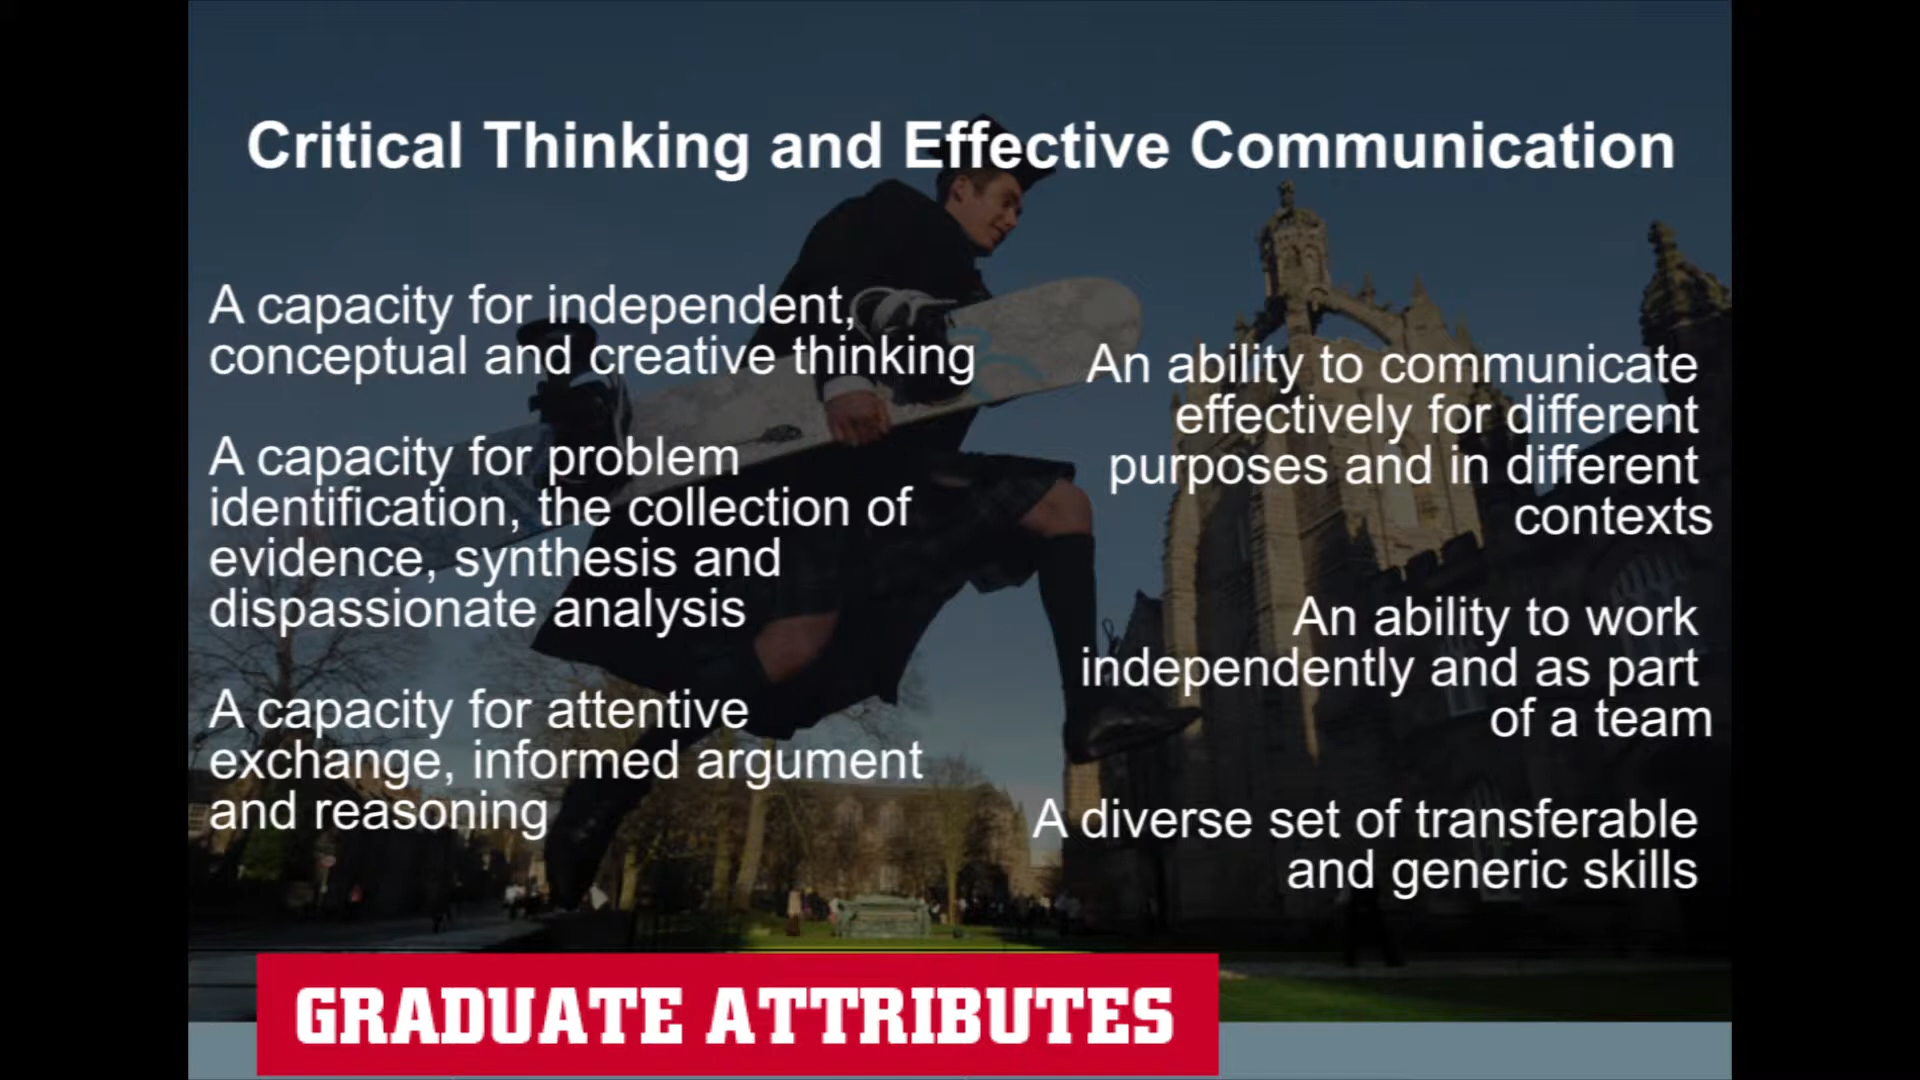 Critical Thinking and Effective Communication
A capacity for independent,
conceptual and creative thinking
A capacity for problem
identification, the collection of
evidence, synthesis and
dispassionate analysis
A capacity for attentive
exchange, informed argument
and reasoning
An ability to communicate
effectively for different
purposes and in different
contexts
An ability to work
independently and as part
of a team
A diverse set of transferable
and generic skills
GRADUATE ATTRIBUTES